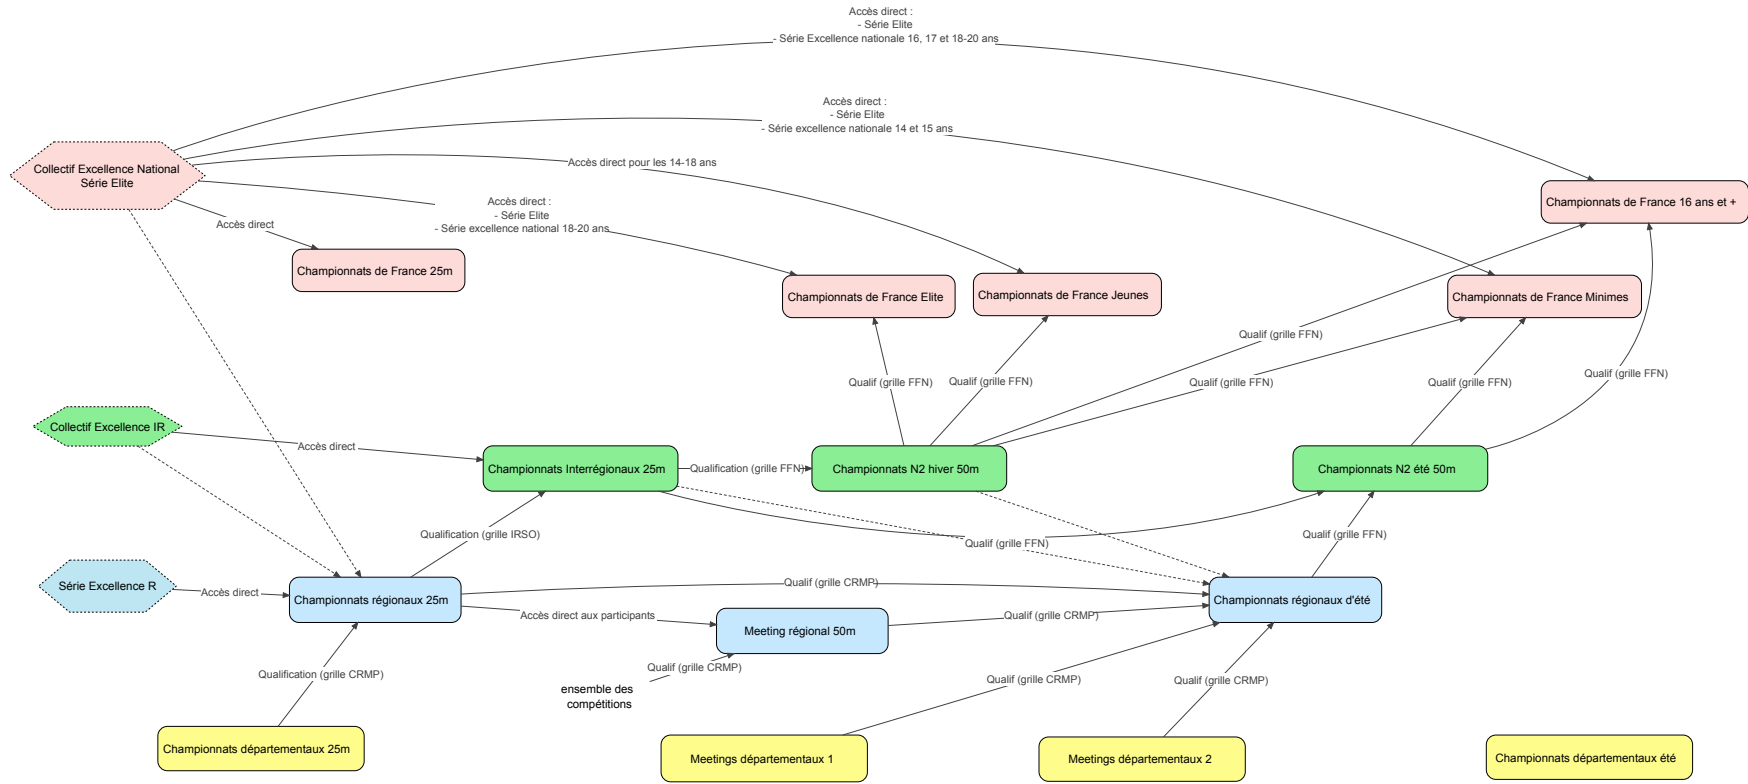 Accès direct :
- Série Elite
- Série Excellence nationale 16, 17 et 18-20 ans
Accès direct :
- Série Elite
- Série excellence nationale 14 et 15 ans
Collectif Excellence National
Série Elite
Accès direct pour les 14-18 ans
Accès direct :
- Série Elite
- Série excellence national 18-20 ans
Championnats de France 16 ans et +
Accès direct
Championnats de France 25m
Championnats de France Elite
Championnats de France Jeunes
Championnats de France Minimes
Qualif (grille FFN)
Qualif (grille FFN)
Qualif (grille FFN)
Qualif (grille FFN)
Qualif (grille FFN)
Qualif (grille FFN)
Collectif Excellence IR
Accès direct
Championnats Interrégionaux 25m
Qualification (grille FFN)
Championnats N2 hiver 50m
Championnats N2 été 50m
Qualification (grille IRSO)
Qualif (grille FFN)
Qualif (grille FFN)
Série Excellence R
Accès direct
Championnats régionaux 25m
Qualif (grille CRMP)
Championnats régionaux d'été
Accès direct aux participants
Meeting régional 50m
Qualif (grille CRMP)
Qualif (grille CRMP)
ensemble des
compétitions
Qualification (grille CRMP)
Qualif (grille CRMP)
Qualif (grille CRMP)
Championnats départementaux 25m
Meetings départementaux 1
Meetings départementaux 2
Championnats départementaux été